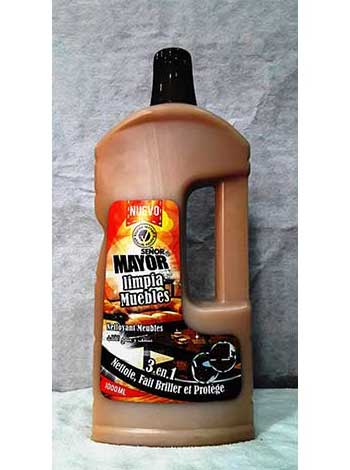 NUEVO
SEÑOR
MAYOR
limpia
Muebles
Nettoyant Meubles
3 en 1
Nettoie, Fait Briller et Protège
1000ML